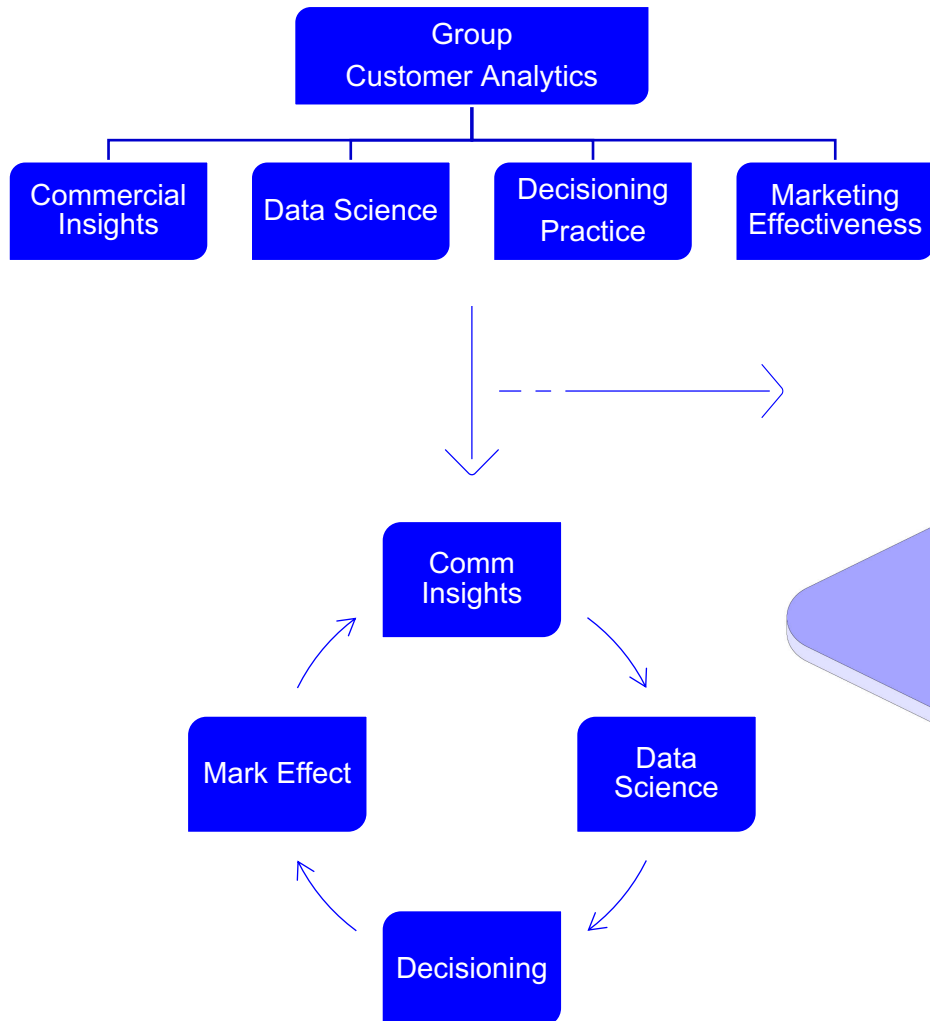 Group
Customer Analytics
Commercial
Insights
Data Science
Decisioning
Practice
Marketing
Effectiveness
Comm
Insights
Mark Effect
Data
Science
Decisioning